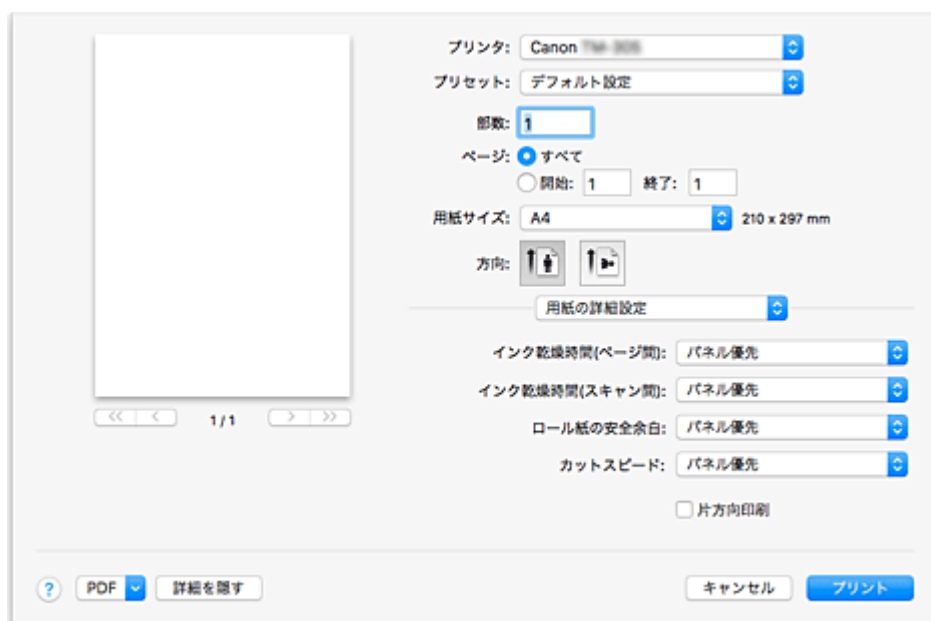 プリンタ: Canon
プリセット: デフォルト設定
部数: 1
ページ: すべて
開始: 1 終了: 1
用紙サイズ: A4 210 x 297 mm
方向:
用紙の詳細設定
インク乾燥時間(ページ間): パネル優先
インク乾燥時間(スキャン間): パネル優先
<< < 1 / 1 > >>
ロール紙の安全余白: パネル優先
カットスピード: パネル優先
片方向印刷
? PDF 詳細を隠す キャンセル プリント